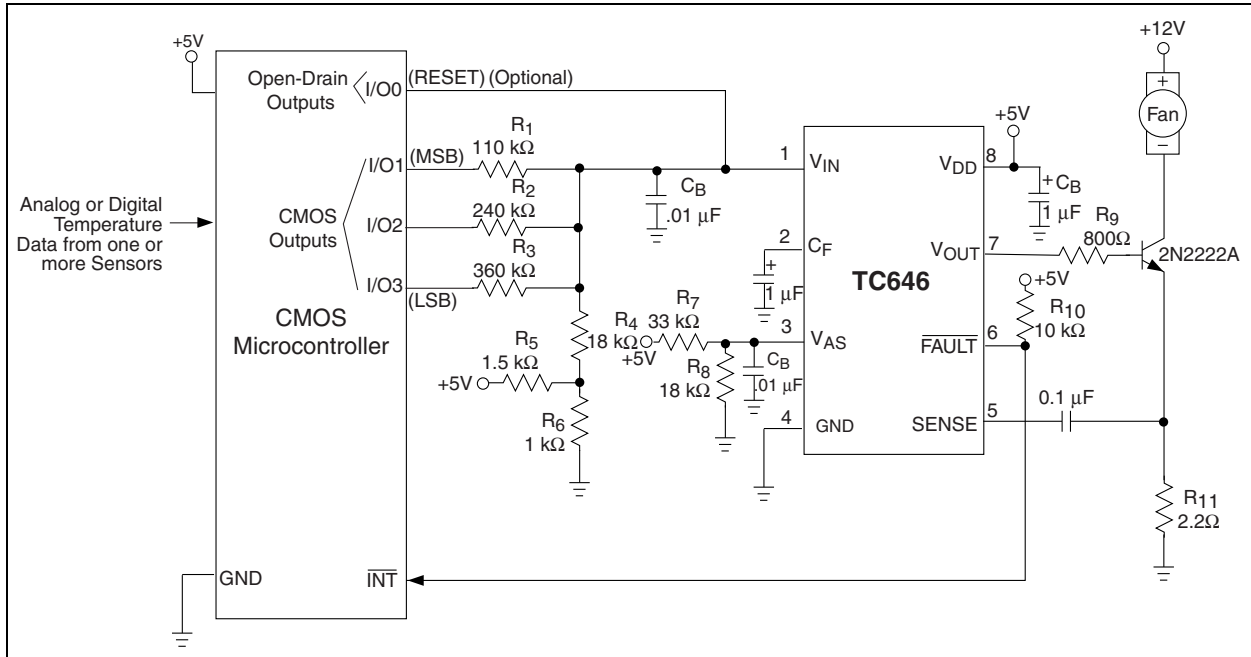 +5V
Open-Drain
Outputs
I/O0
(RESET) (Optional)
R1
110 kΩ
I/O1
(MSB)
R2
240 kΩ
I/O2
CMOS
Outputs
R3
360 kΩ
I/O3
(LSB)
Analog or Digital
Temperature
Data from one or
more Sensors
CMOS
Microcontroller
GND
INT
R4
18 kΩ
R5
1.5 kΩ
+5V
R6
1 kΩ
CB
.01 μF
1
VIN
2
CF
1 μF
R7
33 kΩ
+5V
3
VAS
R8
18 kΩ
CB
.01 μF
4
GND
TC646
+5V
VDD
8
+ CB
1 μF
VOUT
7
R9
800Ω
2N2222A
+5V
R10
10 kΩ
6
FAULT
5
SENSE
0.1 μF
+12V
+
Fan
−
R11
2.2Ω
+